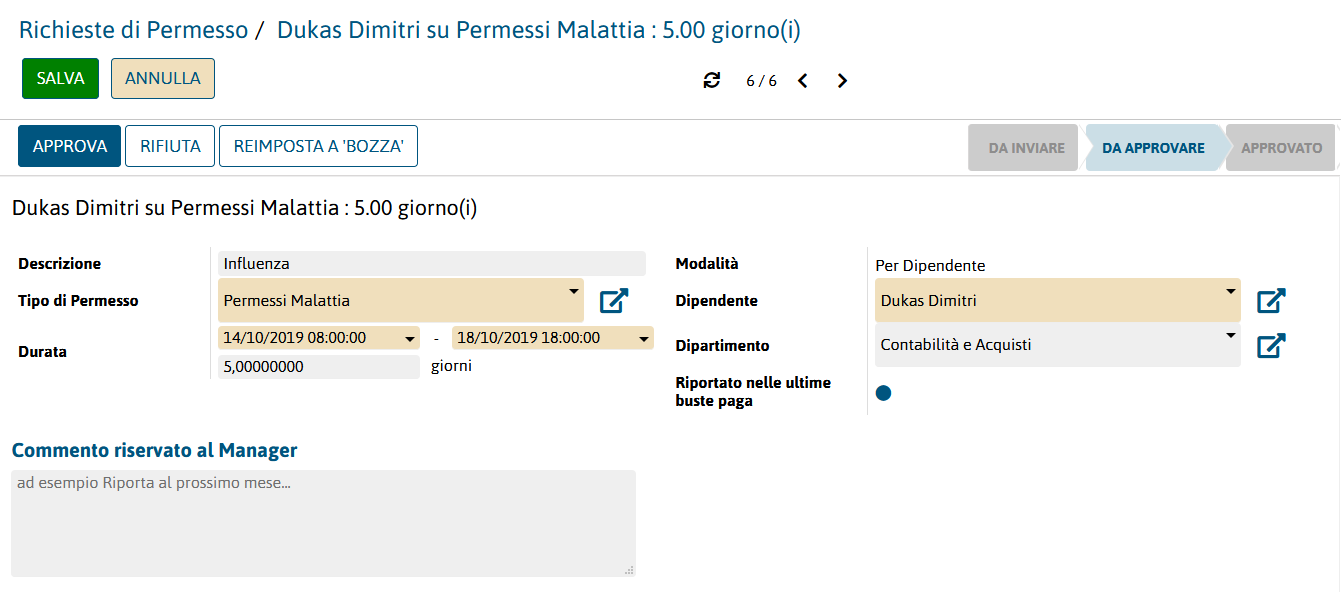 Richieste di Permesso / Dukas Dimitri su Permessi Malattia : 5.00 giorno(i)
SALVA ANNULLA 6 / 6
APPROVA RIFIUTA REIMPOSTA A 'BOZZA' DA INVIARE DA APPROVARE APPROVATO
Dukas Dimitri su Permessi Malattia : 5.00 giorno(i)
Descrizione Influenza
Tipo di Permesso Permessi Malattia
Durata 14/10/2019 08:00:00 - 18/10/2019 18:00:00
5,00000000 giorni
Modalità Per Dipendente
Dipendente Dukas Dimitri
Dipartimento Contabilità e Acquisti
Riportato nelle ultime
buste paga
Commento riservato al Manager
ad esempio Riporta al prossimo mese...